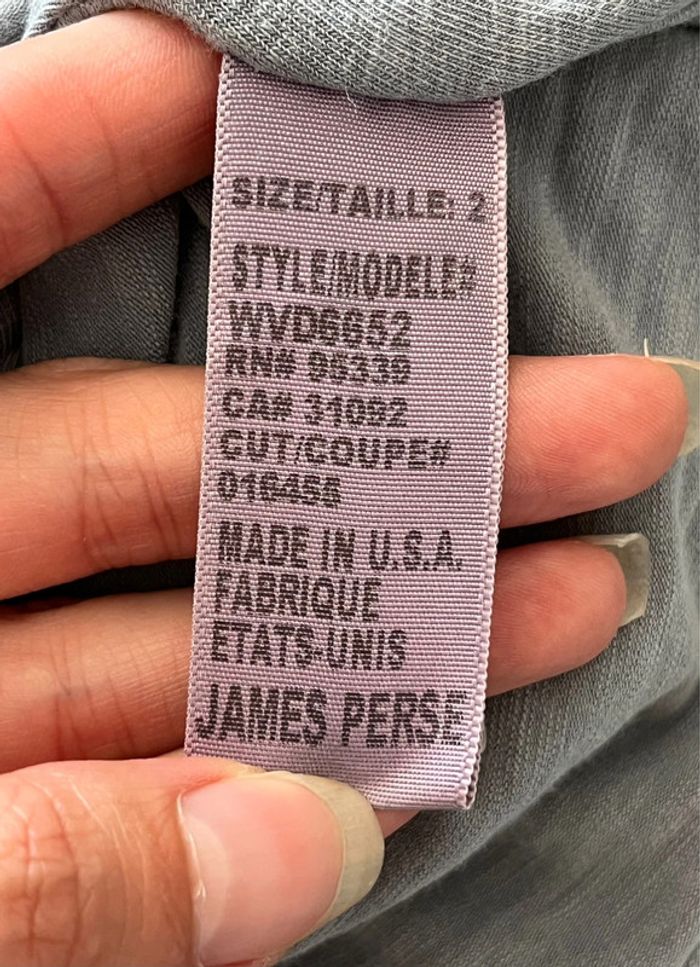 SIZE/TAILLE: 2
STYLE/MODELE#
WVD6652
RN# 95339
CA# 31092
CUT/COUPE#
016455
MADE IN U.S.A.
FABRIQUE
ETATS-UNIS
JAMES PERSE